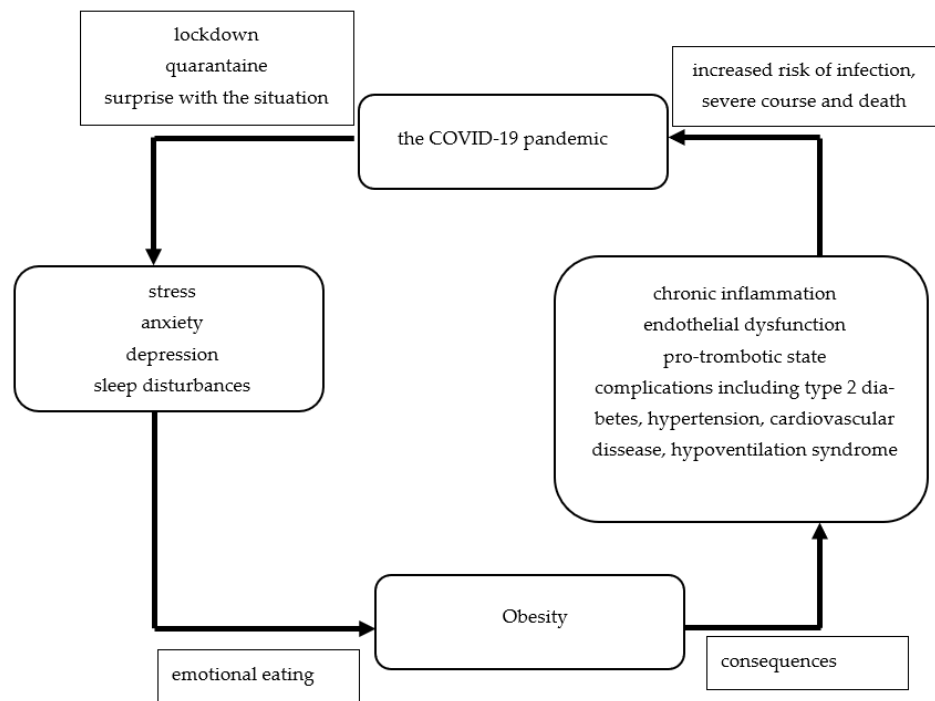 lockdown
quarantaine
surprise with the situation
increased risk of infection,
severe course and death
the COVID-19 pandemic
stress
anxiety
depression
sleep disturbances
chronic inflammation
endothelial dysfunction
pro-trombotic state
complications including type 2 dia-
betes, hypertension, cardiovascular
dissease, hypoventilation syndrome
Obesity
emotional eating
consequences